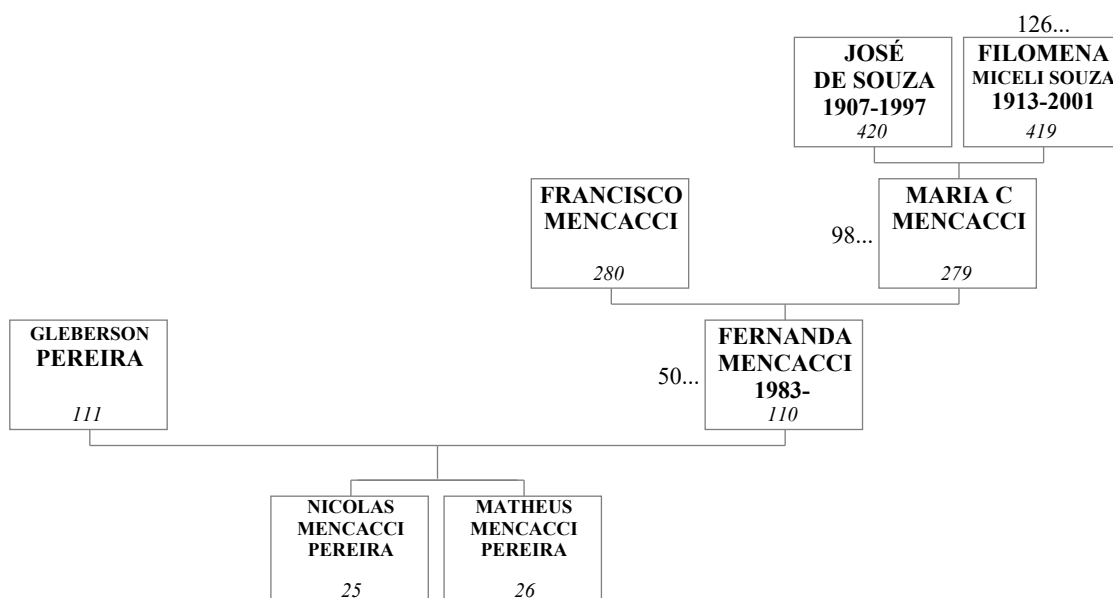 126...
JOSÉ
DE SOUZA
1907-1997
420
FILOMENA
MICELI SOUZA
1913-2001
419
FRANCISCO
MENCACCI
280
98...
MARIA C
MENCACCI
279
GLEBERSON
PEREIRA
111
50...
FERNANDA
MENCACCI
1983-
110
NICOLAS
MENCACCI
PEREIRA
25
MATHEUS
MENCACCI
PEREIRA
26